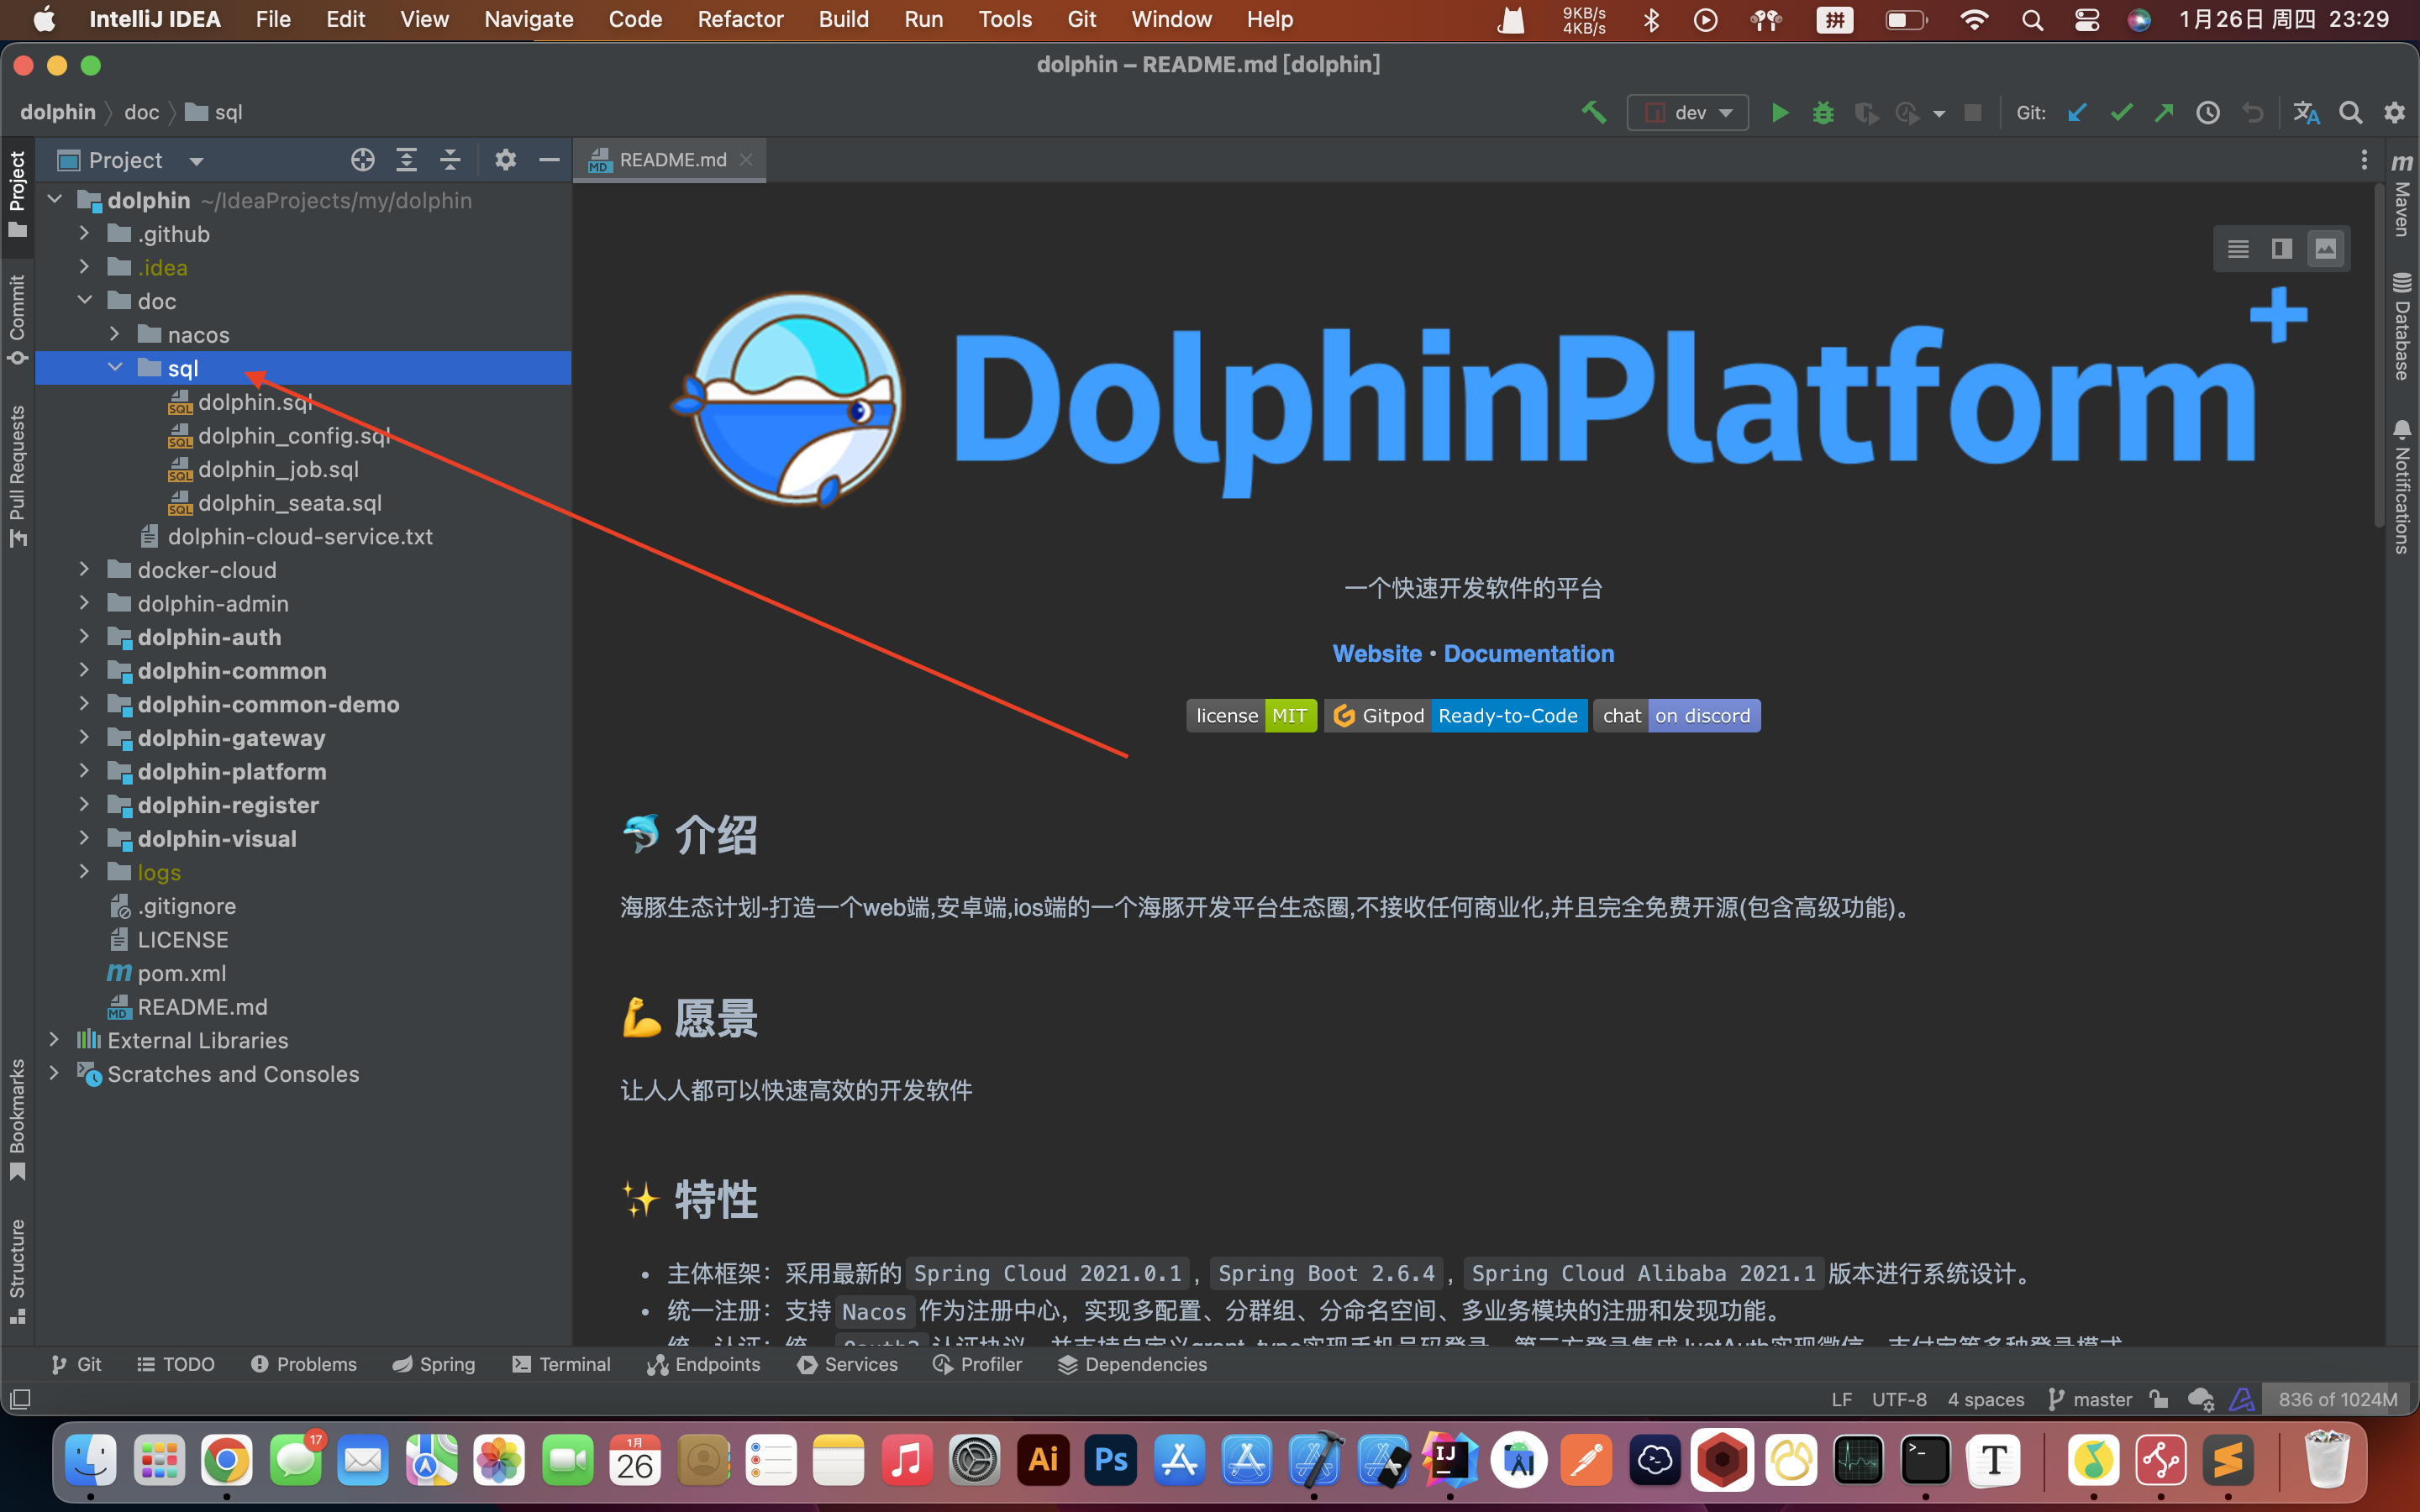 IntelliJ IDEA File Edit View Navigate Code Refactor Build Run Tools Git Window Help 9KB/s 4KB/s 拼 1月26日 周四 23:29
dolphin – README.md [dolphin]
dolphin doc sql dev Git:
Project README.md
dolphin ~/IdeaProjects/my/dolphin
.github
.idea
doc
nacos
sql
dolphin.sql
dolphin_config.sql
dolphin_job.sql
dolphin_seata.sql
dolphin-cloud-service.txt
docker-cloud
dolphin-admin
dolphin-auth
dolphin-common
dolphin-common-demo
dolphin-gateway
dolphin-platform
dolphin-register
dolphin-visual
logs
.gitignore
LICENSE
pom.xml
README.md
External Libraries
Scratches and Consoles
Project
Commit
Pull Requests
Bookmarks
Structure
DolphinPlatform+
一个快速开发软件的平台
Website • Documentation
license MIT Gitpod Ready-to-Code chat on discord
🐬 介绍
海豚生态计划-打造一个web端,安卓端,ios端的一个海豚开发平台生态圈,不接收任何商业化,并且完全免费开源(包含高级功能)。
💪 愿景
让人人都可以快速高效的开发软件
✨ 特性
• 主体框架：采用最新的 Spring Cloud 2021.0.1 ，Spring Boot 2.6.4 ，Spring Cloud Alibaba 2021.1 版本进行系统设计。
• 统一注册：支持 Nacos 作为注册中心，实现多配置、分群组、分命名空间、多业务模块的注册和发现功能。
Maven
Database
Notifications
Git TODO Problems Spring Terminal Endpoints Services Profiler Dependencies
LF UTF-8 4 spaces master 836 of 1024M
17
1月
26
Ai
Ps
IJ
T